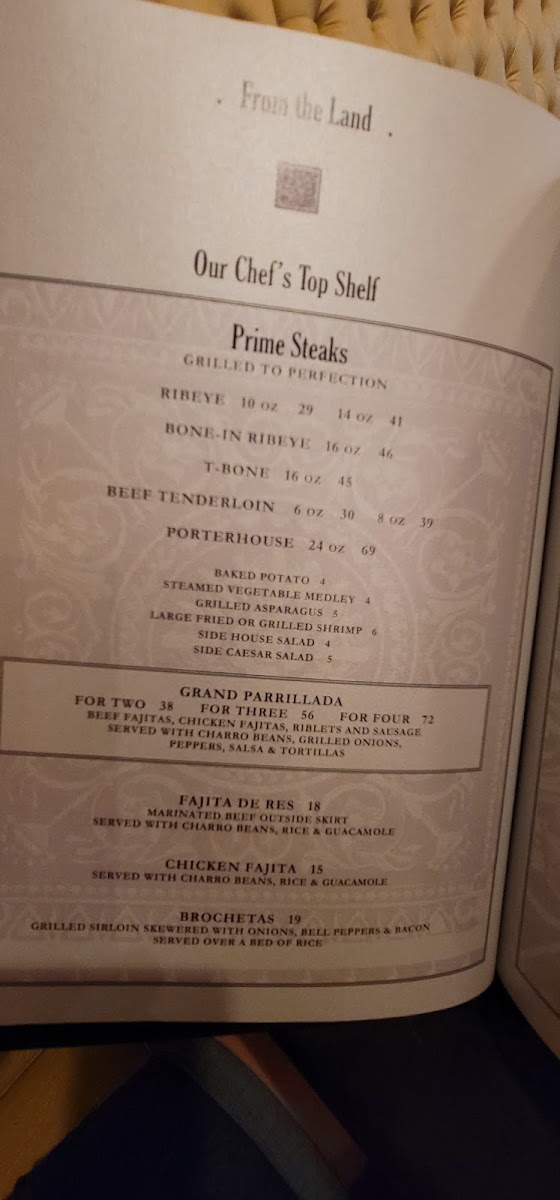 · From the Land ·
Our Chef's Top Shelf
Prime Steaks
GRILLED TO PERFECTION
RIBEYE 10 OZ 29 14 OZ 41
BONE-IN RIBEYE 16 OZ 46
T-BONE 16 OZ 45
BEEF TENDERLOIN 6 OZ 30 8 OZ 39
PORTERHOUSE 24 OZ 69
BAKED POTATO 4
STEAMED VEGETABLE MEDLEY 4
GRILLED ASPARAGUS 5
LARGE FRIED OR GRILLED SHRIMP 6
SIDE HOUSE SALAD 4
SIDE CAESAR SALAD 5
GRAND PARRILLADA
FOR TWO 38 FOR THREE 56 FOR FOUR 72
BEEF FAJITAS, CHICKEN FAJITAS, RIBLETS AND SAUSAGE
SERVED WITH CHARRO BEANS, GRILLED ONIONS,
PEPPERS, SALSA & TORTILLAS
FAJITA DE RES 18
MARINATED BEEF OUTSIDE SKIRT
SERVED WITH CHARRO BEANS, RICE & GUACAMOLE
CHICKEN FAJITA 15
SERVED WITH CHARRO BEANS, RICE & GUACAMOLE
BROCHETAS 19
GRILLED SIRLOIN SKEWERED WITH ONIONS, BELL PEPPERS & BACON
SERVED OVER A BED OF RICE